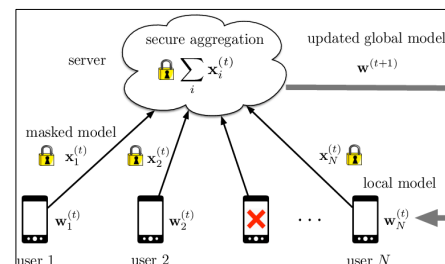 secure aggregation
updated global model
server
∑_i x_i^(t)
w^(t+1)
masked model
x_1^(t)
x_2^(t)
x_N^(t)
local model
w_1^(t)
w_2^(t)
· · ·
w_N^(t)
user 1
user 2
user N